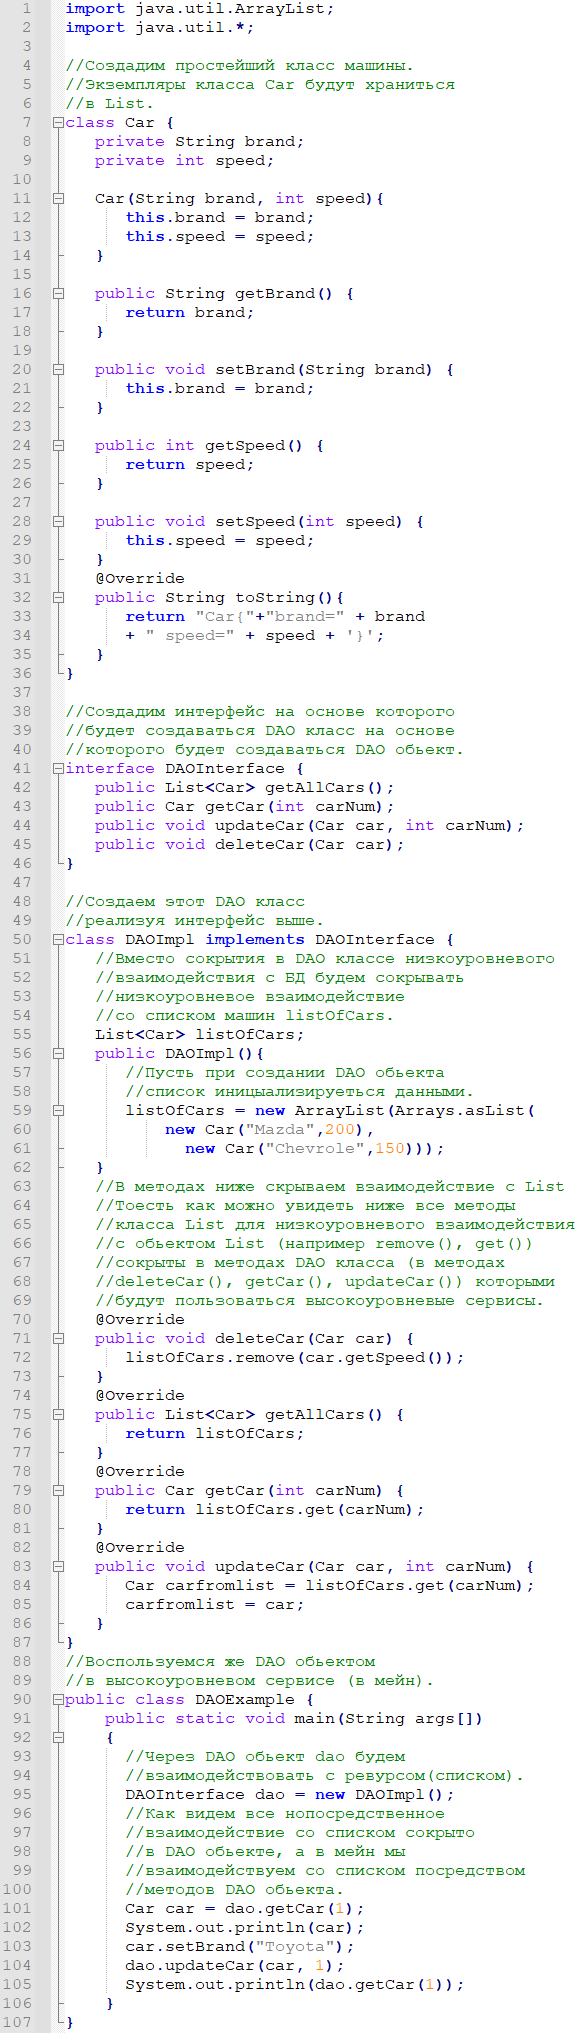 1 import java.util.ArrayList;
2 import java.util.*;
3
4 //Создадим простейший класс машины.
5 //Экземпляры класса Car будут храниться
6 //в List.
7 class Car {
8 private String brand;
9 private int speed;
10
11 Car(String brand, int speed){
12 this.brand = brand;
13 this.speed = speed;
14 }
15
16 public String getBrand() {
17 return brand;
18 }
19
20 public void setBrand(String brand) {
21 this.brand = brand;
22 }
23
24 public int getSpeed() {
25 return speed;
26 }
27
28 public void setSpeed(int speed) {
29 this.speed = speed;
30 }
31 @Override
32 public String toString(){
33 return "Car{"+"brand=" + brand
34 + " speed=" + speed + '}';
35 }
36 }
37
38 //Создадим интерфейс на основе которого
39 //будет создаваться DAO класс на основе
40 //которого будет создаваться DAO обьект.
41 interface DAOInterface {
42 public List<Car> getAllCars();
43 public Car getCar(int carNum);
44 public void updateCar(Car car, int carNum);
45 public void deleteCar(Car car);
46 }
47
48 //Создаем этот DAO класс
49 //реализуя интерфейс выше.
50 class DAOImpl implements DAOInterface {
51 //Вместо сокрытия в DAO классе низкоуровневого
52 //взаимодействия с БД будем сокрывать
53 //низкоуровневое взаимодействие
54 //со списком машин listOfCars.
55 List<Car> listOfCars;
56 public DAOImpl(){
57 //Пусть при создании DAO обьекта
58 //список иницыализируеться данными.
59 listOfCars = new ArrayList(Arrays.asList(
60 new Car("Mazda",200),
61 new Car("Chevrole",150)));
62 }
63 //В методах ниже скрываем взаимодействие с List
64 //Тоесть как можно увидеть ниже все методы
65 //класса List для низкоуровневого взаимодействия
66 //с обьектом List (например remove(), get())
67 //сокрыты в методах DAO класса (в методах
68 //deleteCar(), getCar(), updateCar()) которыми
69 //будут пользоваться высокоуровневые сервисы.
70 @Override
71 public void deleteCar(Car car) {
72 listOfCars.remove(car.getSpeed());
73 }
74 @Override
75 public List<Car> getAllCars() {
76 return listOfCars;
77 }
78 @Override
79 public Car getCar(int carNum) {
80 return listOfCars.get(carNum);
81 }
82 @Override
83 public void updateCar(Car car, int carNum) {
84 Car carfromlist = listOfCars.get(carNum);
85 carfromlist = car;
86 }
87 }
88 //Воспользуемся же DAO обьектом
89 //в высокоуровневом сервисе (в мейн).
90 public class DAOExample {
91 public static void main(String args[])
92 {
93 //Через DAO обьект dao будем
94 //взаимодействовать с ревурсом(списком).
95 DAOInterface dao = new DAOImpl();
96 //Как видем все нопосредственное
97 //взаимодействие со списком сокрыто
98 //в DAO обьекте, а в мейн мы
99 //взаимодействуем со списком посредством
100 //методов DAO обьекта.
101 Car car = dao.getCar(1);
102 System.out.println(car);
103 car.setBrand("Toyota");
104 dao.updateCar(car, 1);
105 System.out.println(dao.getCar(1));
106 }
107 }